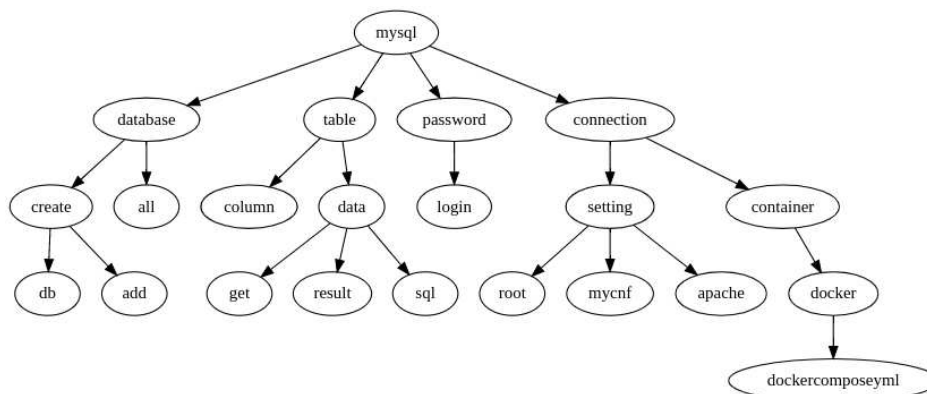 mysql
database
table
password
connection
create
all
column
data
login
setting
container
db
add
get
result
sql
root
mycnf
apache
docker
dockercomposeyml